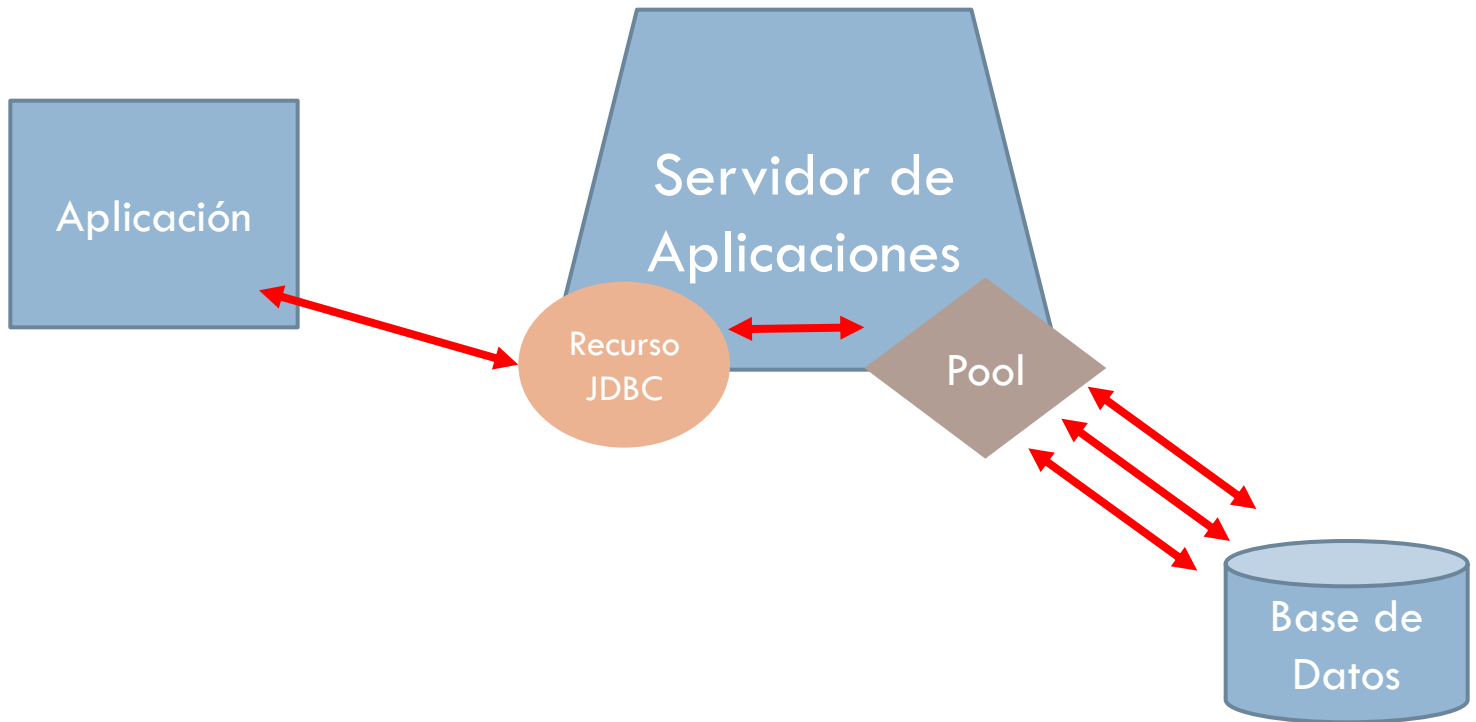 Aplicación
Servidor de
Aplicaciones
Recurso
JDBC
Pool
Base de
Datos